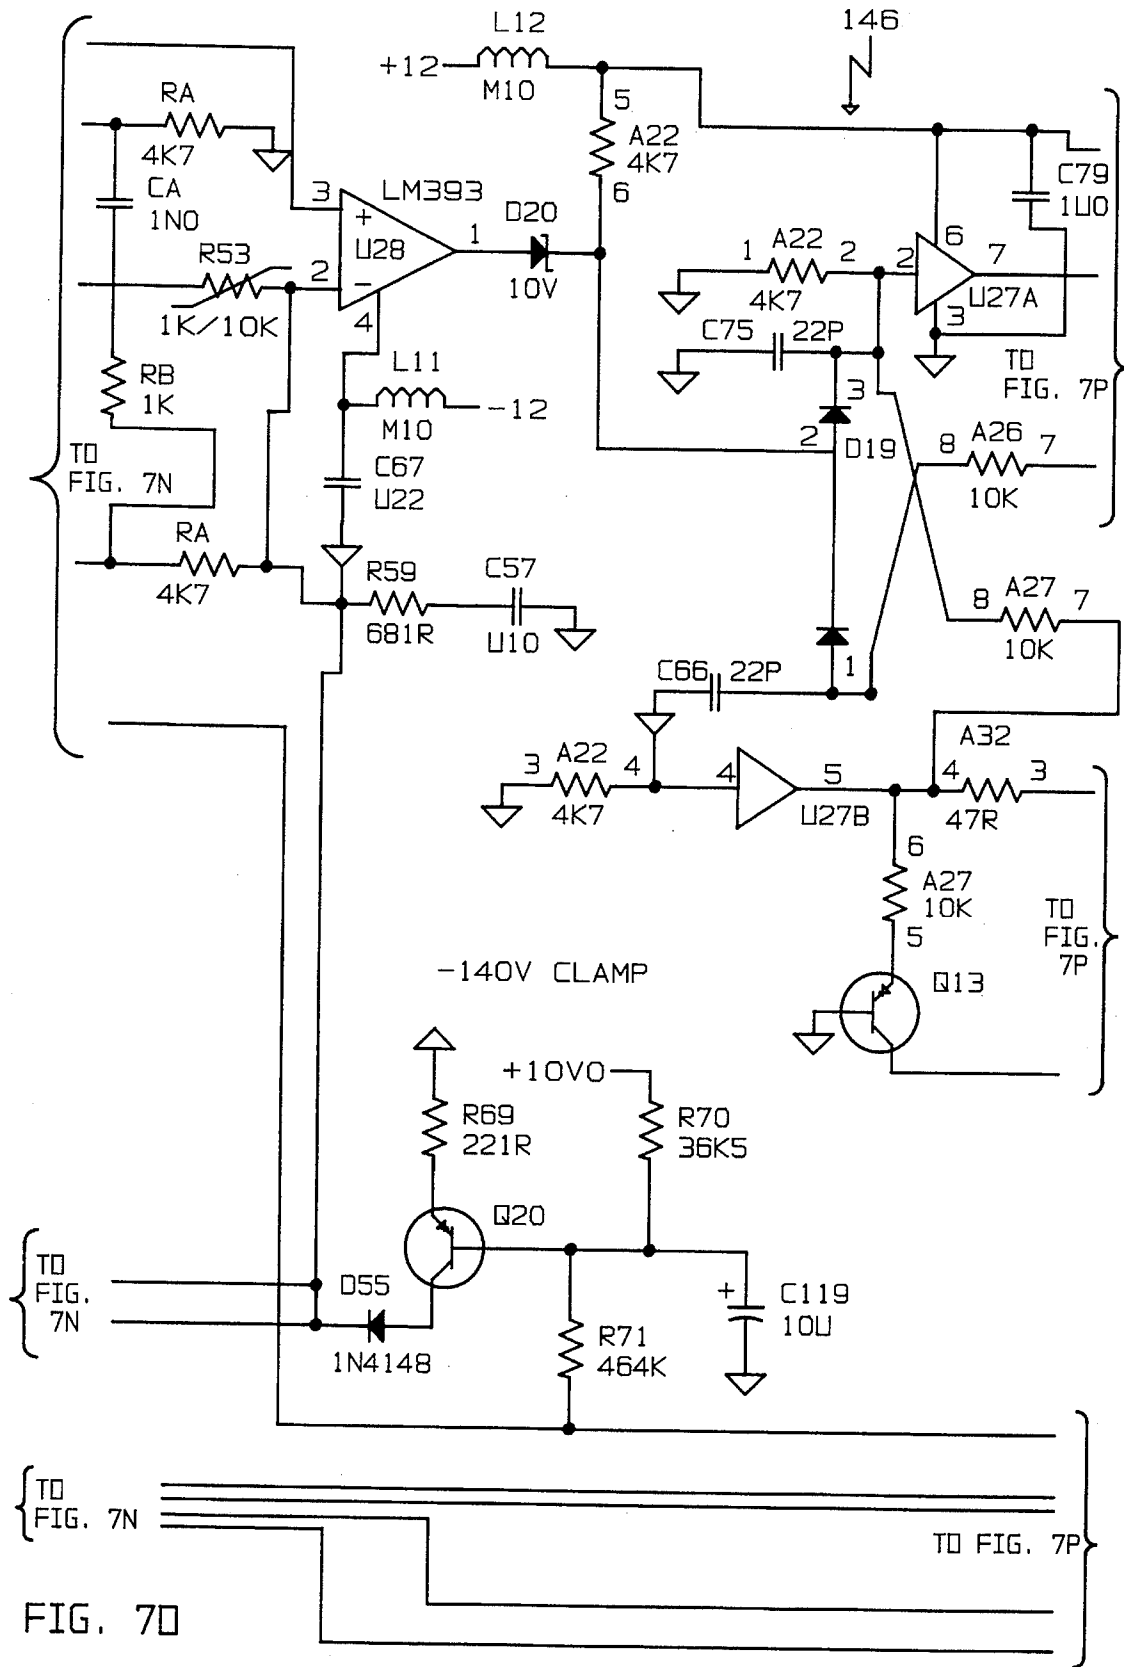 L12
146
+12
M10
RA
5
A22
4K7
6
4K7
CA
1N0
3
LM393
+
U28
1
D20
10V
C79
1U0
6
R53
2
-
1K/10K
4
1
A22
2
4K7
2
7
U27A
3
C75
22P
TO
FIG. 7P
RB
1K
L11
-12
M10
3
2
D19
8
A26
7
10K
TO
FIG. 7N
C67
U22
RA
4K7
R59
681R
C57
U10
8
A27
7
10K
1
C66
22P
3
A22
4
4K7
4
5
U27B
A32
4
3
47R
6
A27
10K
5
TO
FIG.
7P
-140V CLAMP
Q13
+10V0
R69
221R
R70
36K5
Q20
TO
FIG.
7N
D55
1N4148
+
C119
10U
R71
464K
TO
FIG. 7N
TO FIG. 7P
FIG. 7O